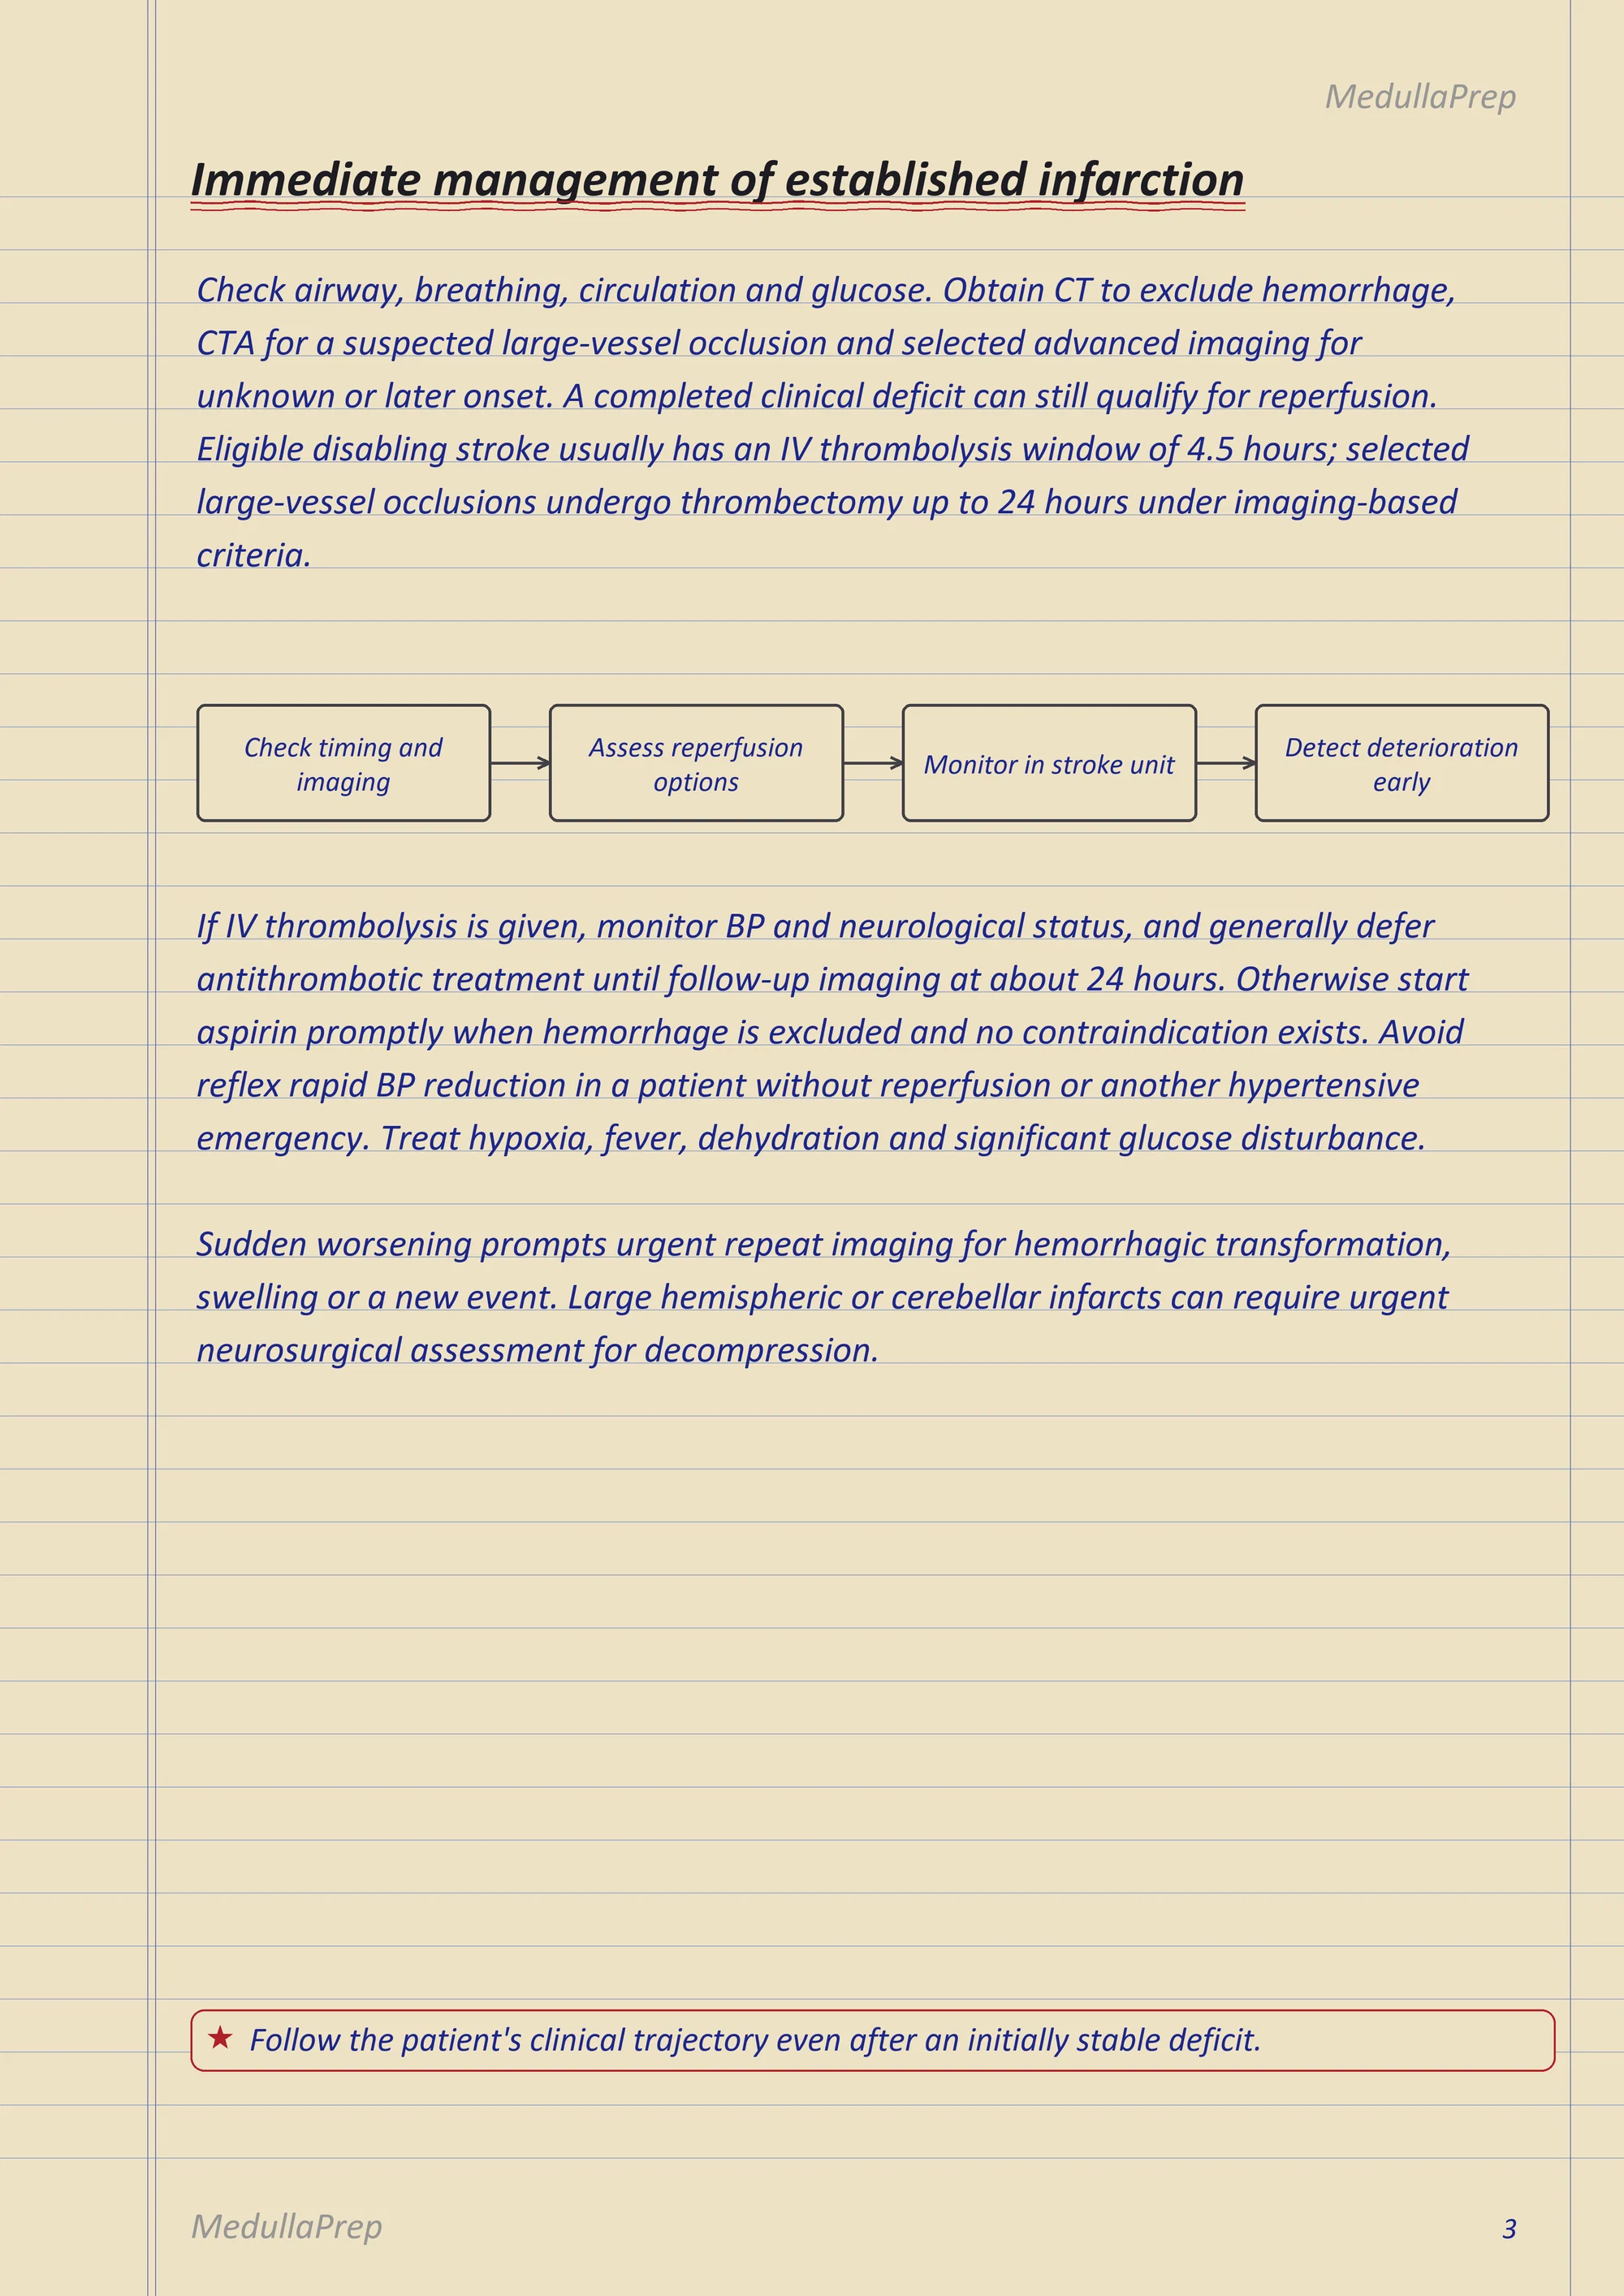 MedullaPrep
Immediate management of established infarction
Check airway, breathing, circulation and glucose. Obtain CT to exclude hemorrhage,
CTA for a suspected large-vessel occlusion and selected advanced imaging for
unknown or later onset. A completed clinical deficit can still qualify for reperfusion.
Eligible disabling stroke usually has an IV thrombolysis window of 4.5 hours; selected
large-vessel occlusions undergo thrombectomy up to 24 hours under imaging-based
criteria.
Check timing and
imaging
Assess reperfusion
options
Monitor in stroke unit
Detect deterioration
early
If IV thrombolysis is given, monitor BP and neurological status, and generally defer
antithrombotic treatment until follow-up imaging at about 24 hours. Otherwise start
aspirin promptly when hemorrhage is excluded and no contraindication exists. Avoid
reflex rapid BP reduction in a patient without reperfusion or another hypertensive
emergency. Treat hypoxia, fever, dehydration and significant glucose disturbance.
Sudden worsening prompts urgent repeat imaging for hemorrhagic transformation,
swelling or a new event. Large hemispheric or cerebellar infarcts can require urgent
neurosurgical assessment for decompression.
★ Follow the patient's clinical trajectory even after an initially stable deficit.
MedullaPrep
3